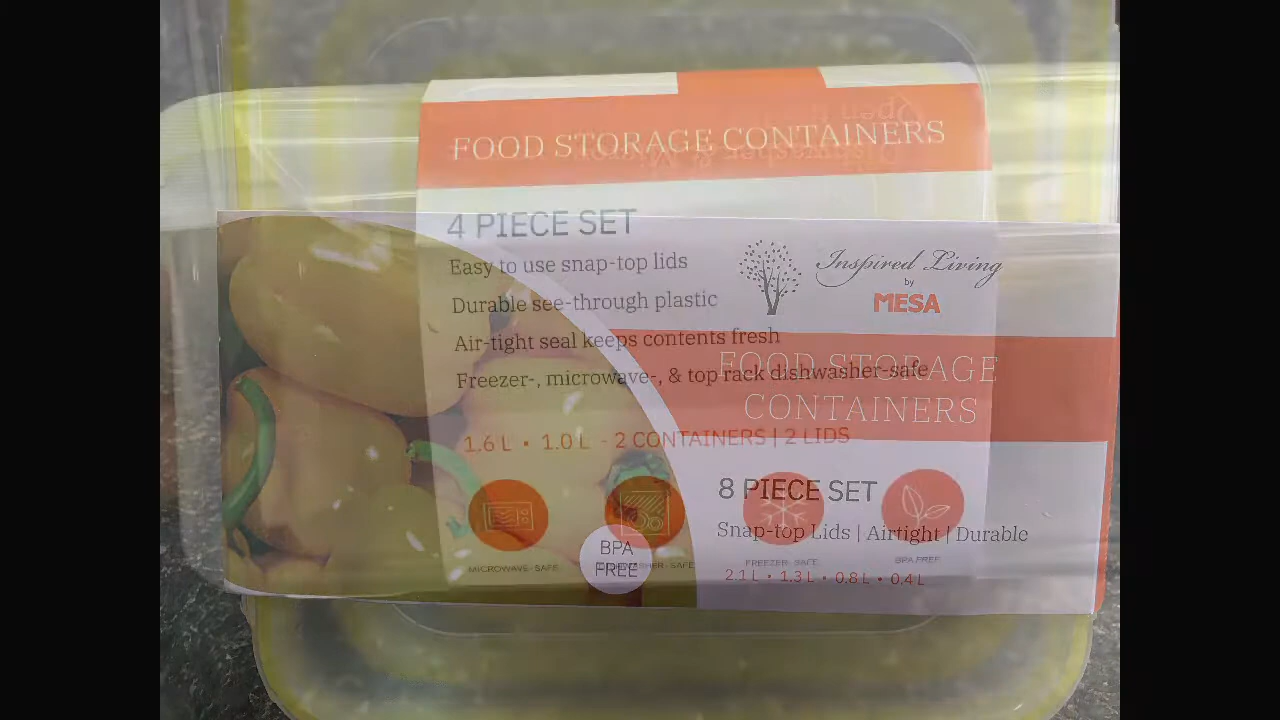 FOOD STORAGE CONTAINERS
4 PIECE SET
Easy to use snap-top lids
Durable see-through plastic
Air-tight seal keeps contents fresh
Freezer-, microwave-, & top rack dishwasher-safe
1.6 L • 1.0 L - 2 CONTAINERS | 2 LIDS
MICROWAVE-SAFE
FREEZER-SAFE
BPA FREE
Inspired Living
by
MESA
FOOD STORAGE
CONTAINERS
8 PIECE SET
Snap-top Lids | Airtight | Durable
2.1 L • 1.3 L • 0.8 L • 0.4 L
BPA
FREE